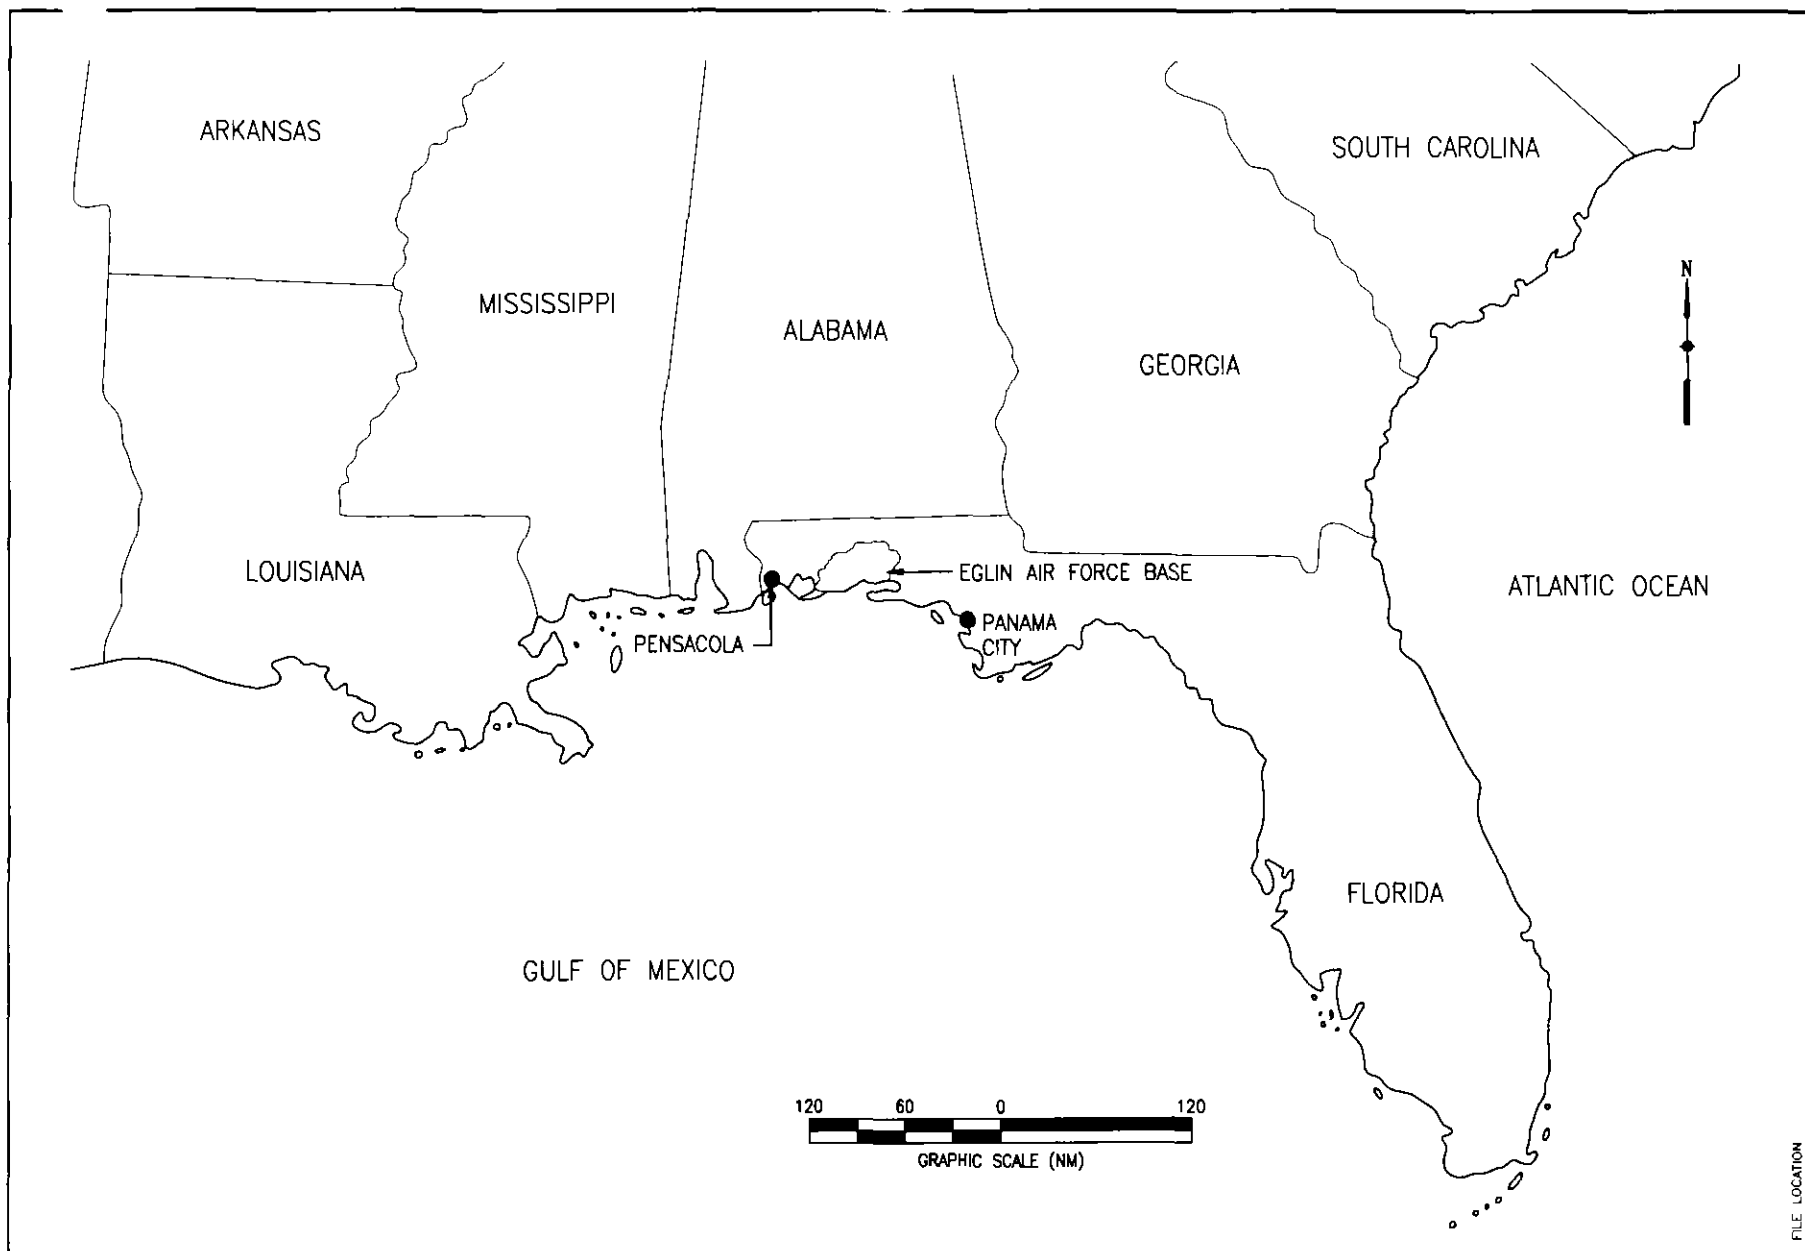 ARKANSAS
SOUTH CAROLINA
N
MISSISSIPPI
ALABAMA
GEORGIA
LOUISIANA
EGLIN AIR FORCE BASE
ATLANTIC OCEAN
PENSACOLA
PANAMA
CITY
FLORIDA
GULF OF MEXICO
120 60 0 120
GRAPHIC SCALE (NM)
FILE LOCATION